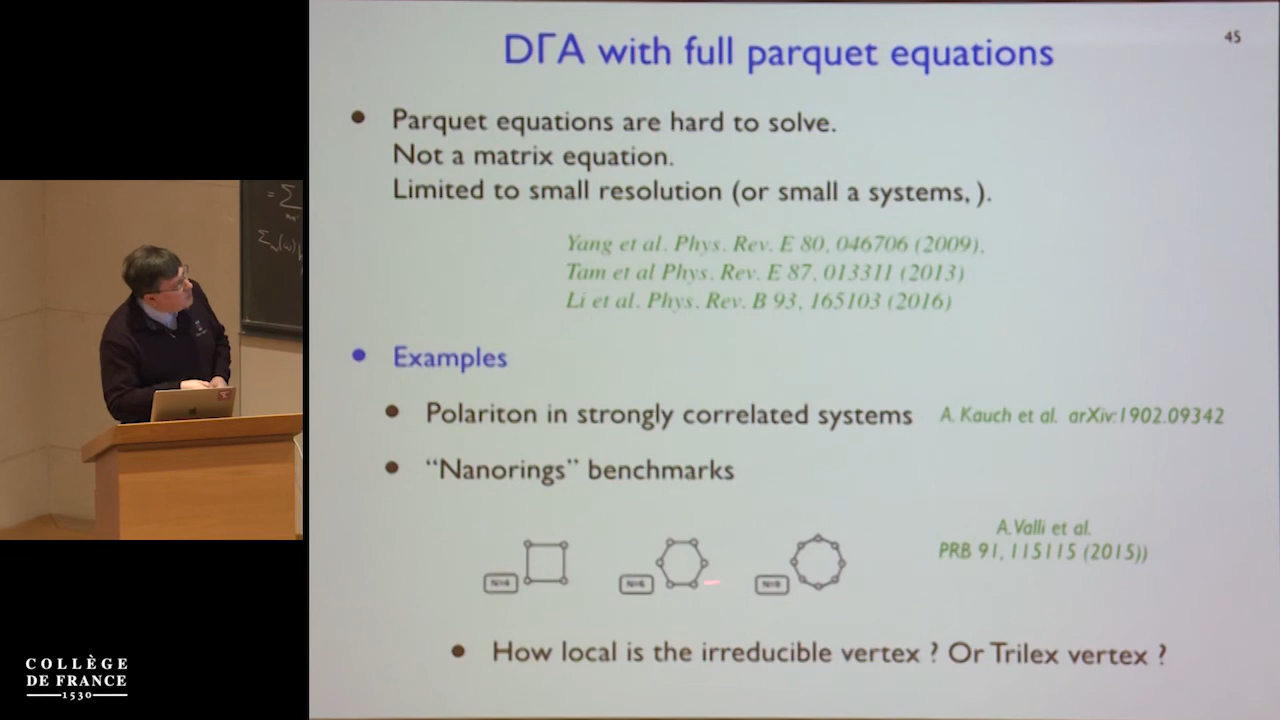 45
DΓA with full parquet equations
• Parquet equations are hard to solve.
Not a matrix equation.
Limited to small resolution (or small a systems, ).
Yang et al. Phys. Rev. E 80, 046706 (2009),
Tam et al Phys. Rev. E 87, 013311 (2013)
Li et al. Phys. Rev. B 93, 165103 (2016)
• Examples
• Polariton in strongly correlated systems A. Kauch et al. arXiv:1902.09342
• “Nanorings” benchmarks
A. Valli et al.
PRB 91, 115115 (2015))
N=4 N=6 N=8
• How local is the irreducible vertex ? Or Trilex vertex ?
COLLÈGE
DE FRANCE
1530